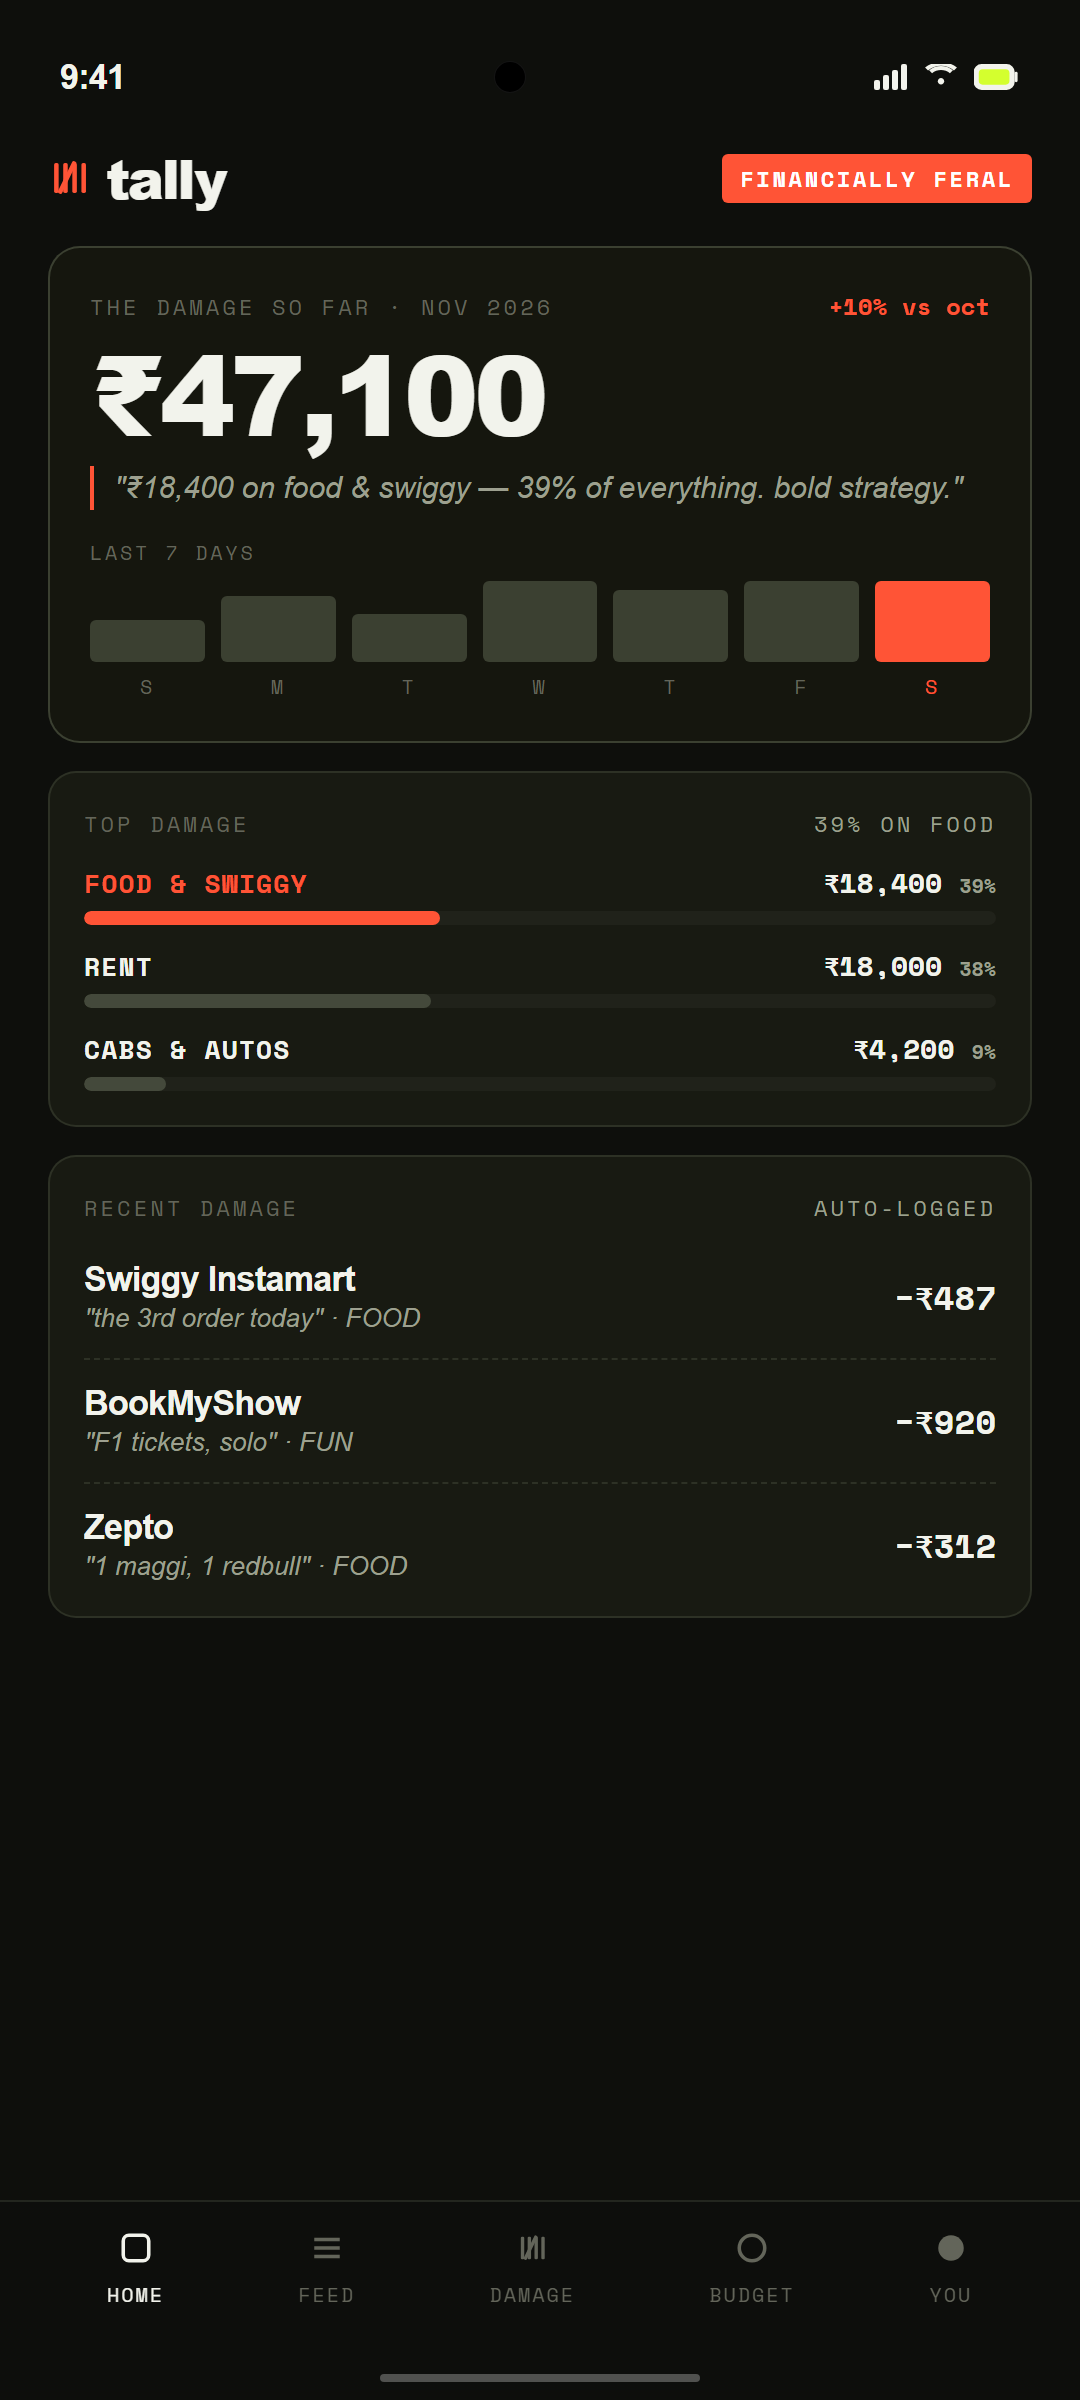 9:41
tally
FINANCIALLY FERAL
THE DAMAGE SO FAR · NOV 2026
+10% vs oct
₹47,100
"₹18,400 on food & swiggy — 39% of everything. bold strategy."
LAST 7 DAYS
S M T W T F S
TOP DAMAGE
39% ON FOOD
FOOD & SWIGGY
₹18,400 39%
RENT
₹18,000 38%
CABS & AUTOS
₹4,200 9%
RECENT DAMAGE
AUTO-LOGGED
Swiggy Instamart
"the 3rd order today" · FOOD
−₹487
BookMyShow
"F1 tickets, solo" · FUN
−₹920
Zepto
"1 maggi, 1 redbull" · FOOD
−₹312
HOME FEED DAMAGE BUDGET YOU